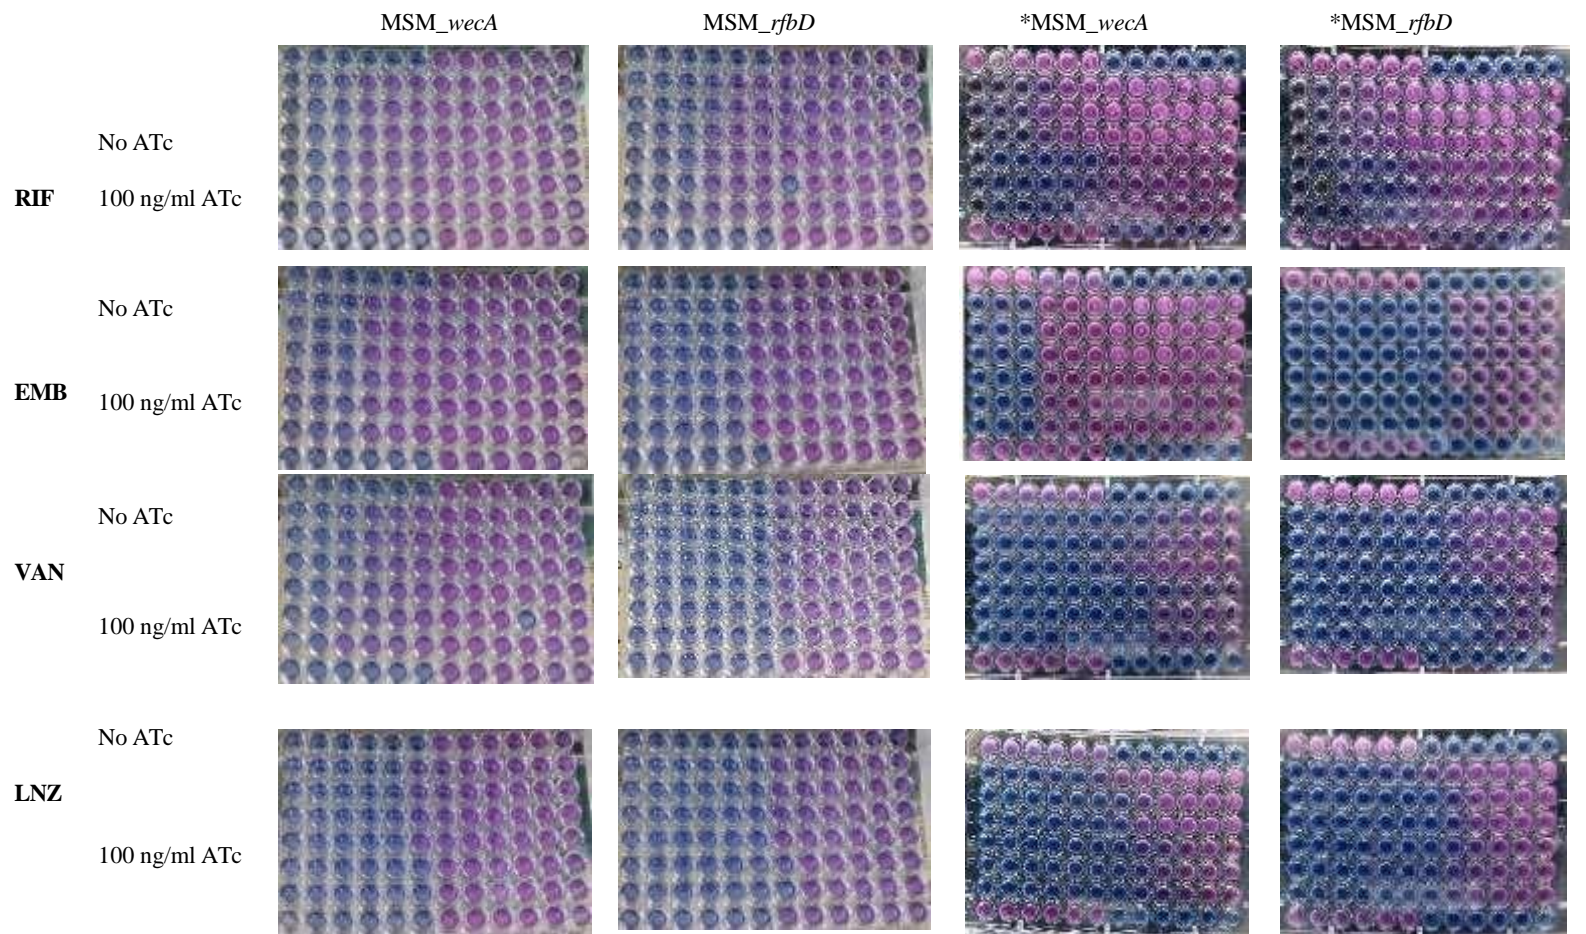 MSM_wecA MSM_rfbD *MSM_wecA *MSM_rfbD
No ATc
RIF 100 ng/ml ATc
No ATc
EMB 100 ng/ml ATc
No ATc
VAN
100 ng/ml ATc
No ATc
LNZ
100 ng/ml ATc